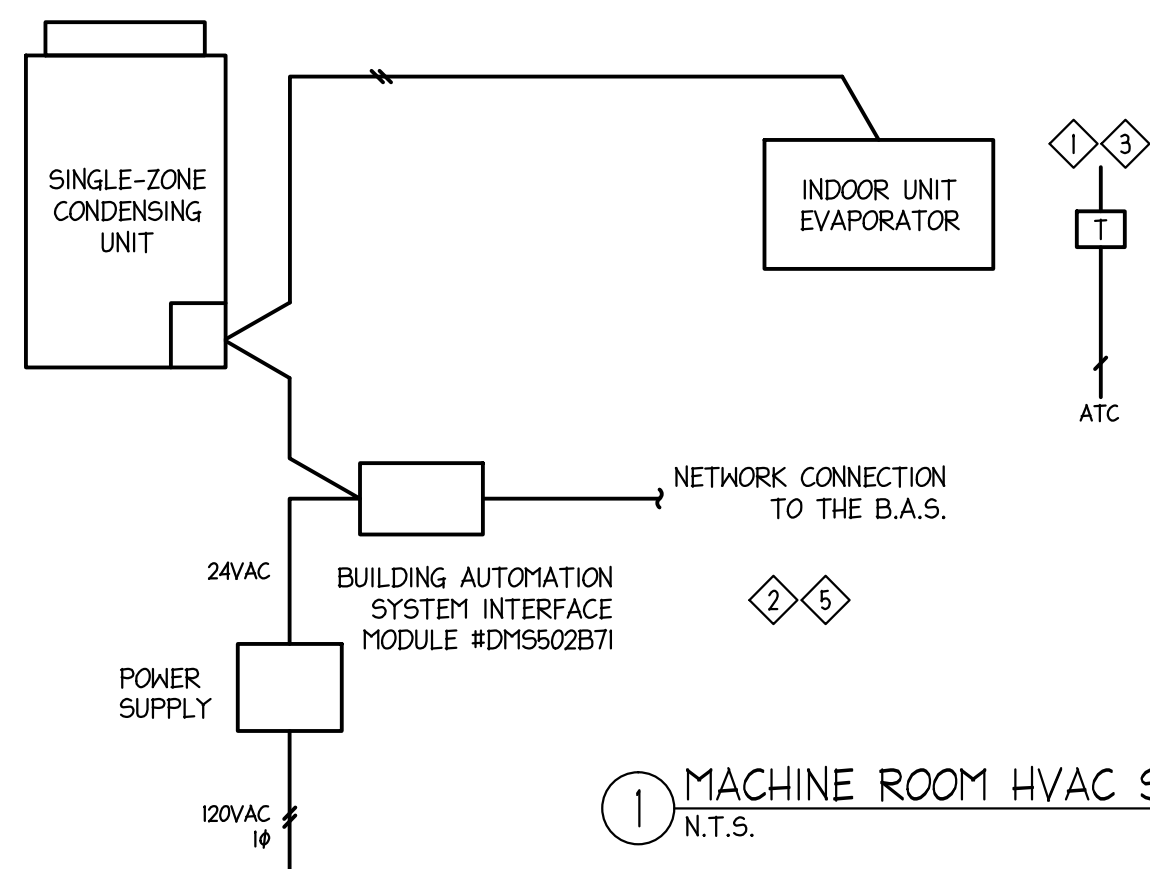 SINGLE-ZONE
CONDENSING
UNIT
INDOOR UNIT
EVAPORATOR
1 3
T
ATC
NETWORK CONNECTION
TO THE B.A.S.
24VAC
BUILDING AUTOMATION
SYSTEM INTERFACE
MODULE #DMS502B71
2 5
POWER
SUPPLY
120VAC
1ϕ
1
MACHINE ROOM HVAC
N.T.S.